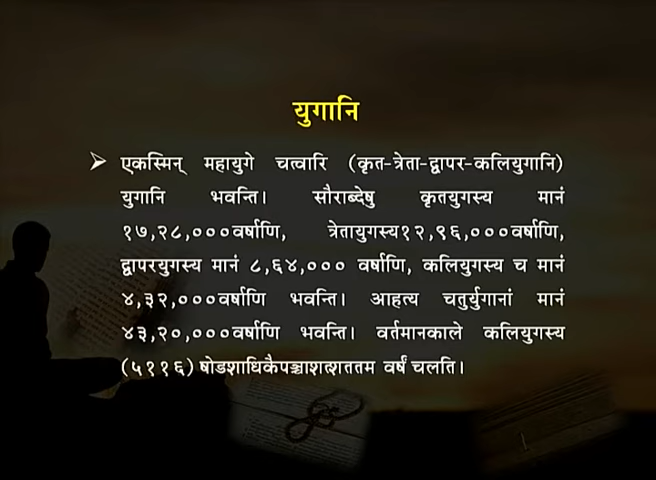 युगानि
➢ एकस्मिन् महायुगे चत्वारि (कृत-त्रेता-द्वापर-कलियुगानि)
युगानि भवन्ति। सौराब्देषु कृतयुगस्य मानं
१७,२८,०००वर्षाणि, त्रेतायुगस्य१२,९६,०००वर्षाणि,
द्वापरयुगस्य मानं ८,६४,००० वर्षाणि, कलियुगस्य च मानं
४,३२,०००वर्षाणि भवन्ति। आहत्य चतुर्युगानां मानं
४३,२०,०००वर्षाणि भवन्ति। वर्तमानकाले कलियुगस्य
(५११६) षोडशाधिकैपञ्चाशत्शततम वर्षं चलति।